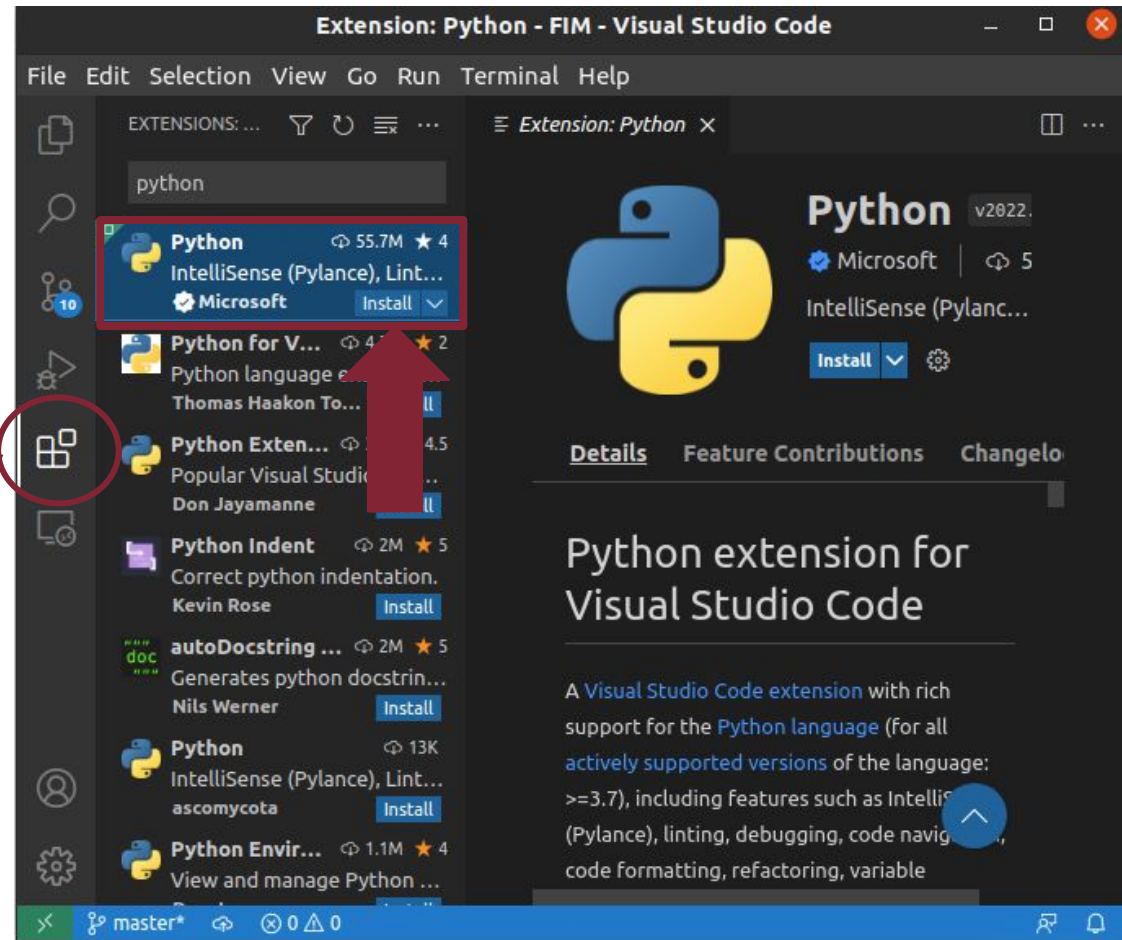 Extension: Python - FIM - Visual Studio Code
File Edit Selection View Go Run Terminal Help
EXTENSIONS: ...
python
Python 55.7M ★ 4
IntelliSense (Pylance), Lint...
Microsoft Install
Python for V... 2
Python language
Thomas Haakon To...
Python Exten... 4.5
Popular Visual Studio
Don Jayamanne
Python Indent 2M ★ 5
Correct python indentation.
Kevin Rose Install
doc
autoDocstring ... 2M ★ 5
Generates python docstrin...
Nils Werner Install
Python 13K
IntelliSense (Pylance), Lint...
ascomycota Install
Python Envir... 1.1M ★ 4
View and manage Python ...
10
Extension: Python
Python v2022.
Microsoft 5
IntelliSense (Pylanc...
Install
Details Feature Contributions Changelo
Python extension for
Visual Studio Code
A Visual Studio Code extension with rich
support for the Python language (for all
actively supported versions of the language:
>=3.7), including features such as IntelliS
(Pylance), linting, debugging, code navig
code formatting, refactoring, variable
master* 0 0